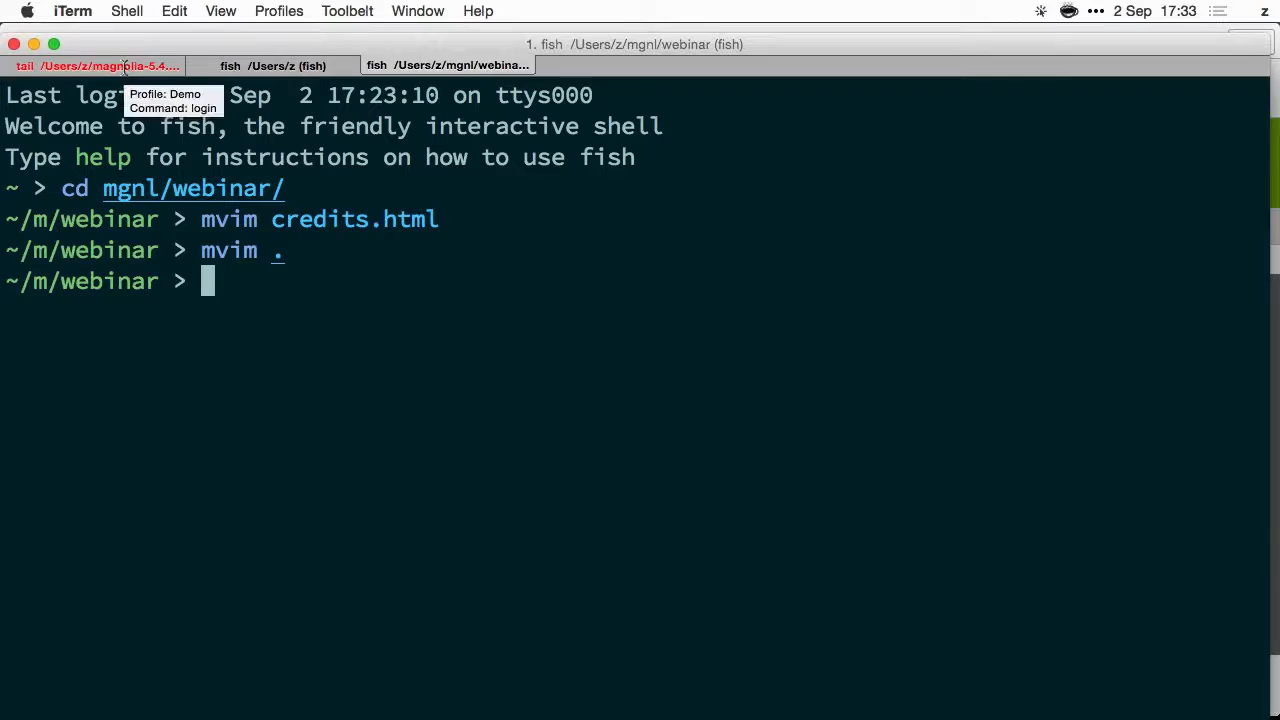 iTerm Shell Edit View Profiles Toolbelt Window Help 2 Sep 17:33 z
1. fish /Users/z/mgnl/webinar (fish)
tail /Users/z/magnolia-5.4.... fish /Users/z (fish) fish /Users/z/mgnl/webina...
Profile: Demo
Command: login
Last log Sep 2 17:23:10 on ttys000
Welcome to fish, the friendly interactive shell
Type help for instructions on how to use fish
~ > cd mgnl/webinar/
~/m/webinar > mvim credits.html
~/m/webinar > mvim .
~/m/webinar >